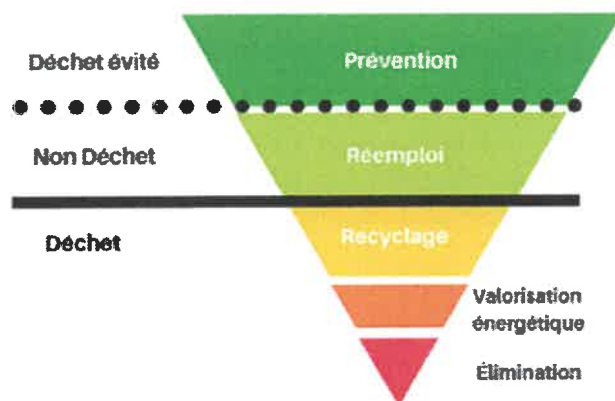 Déchet évité
Prévention
Non Déchet
Réemploi
Déchet
Recyclage
Valorisation
énergétique
Élimination